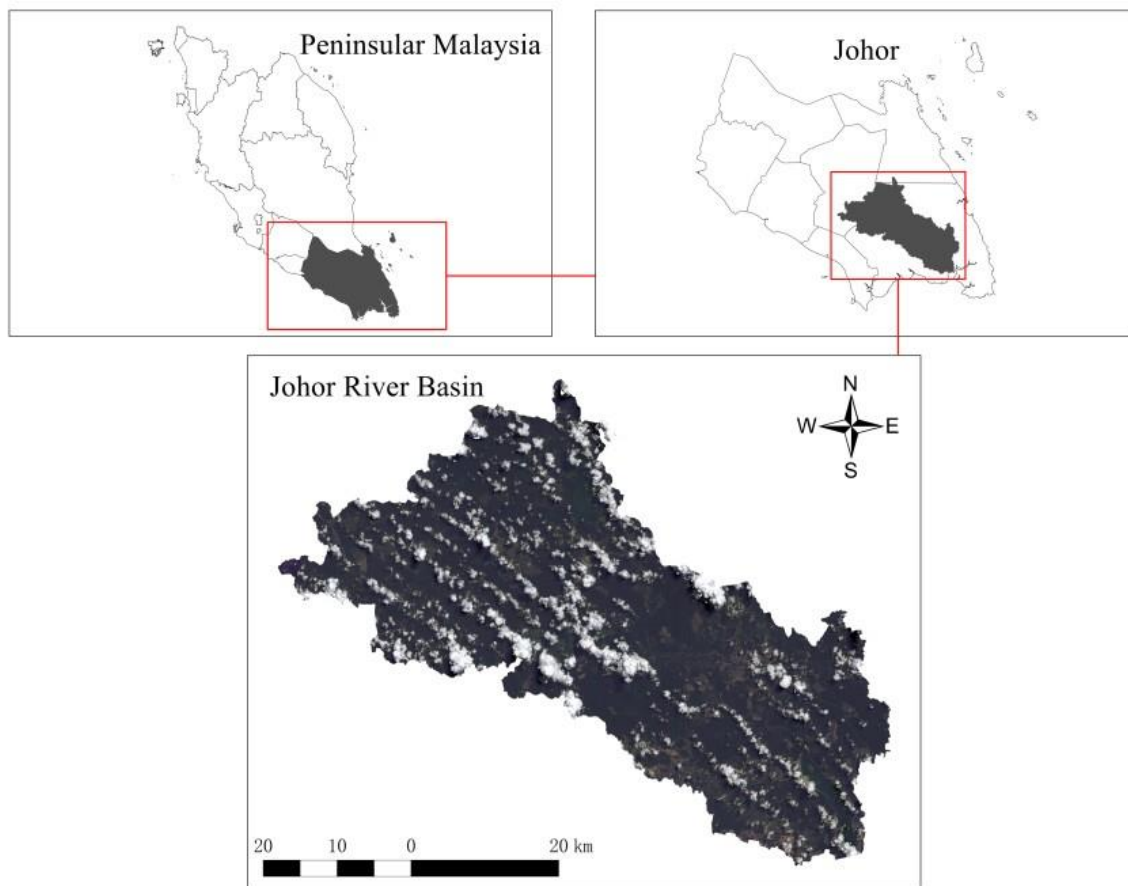 Peninsular Malaysia
Johor
Johor River Basin
N
W E
S
20 10 0 20 km